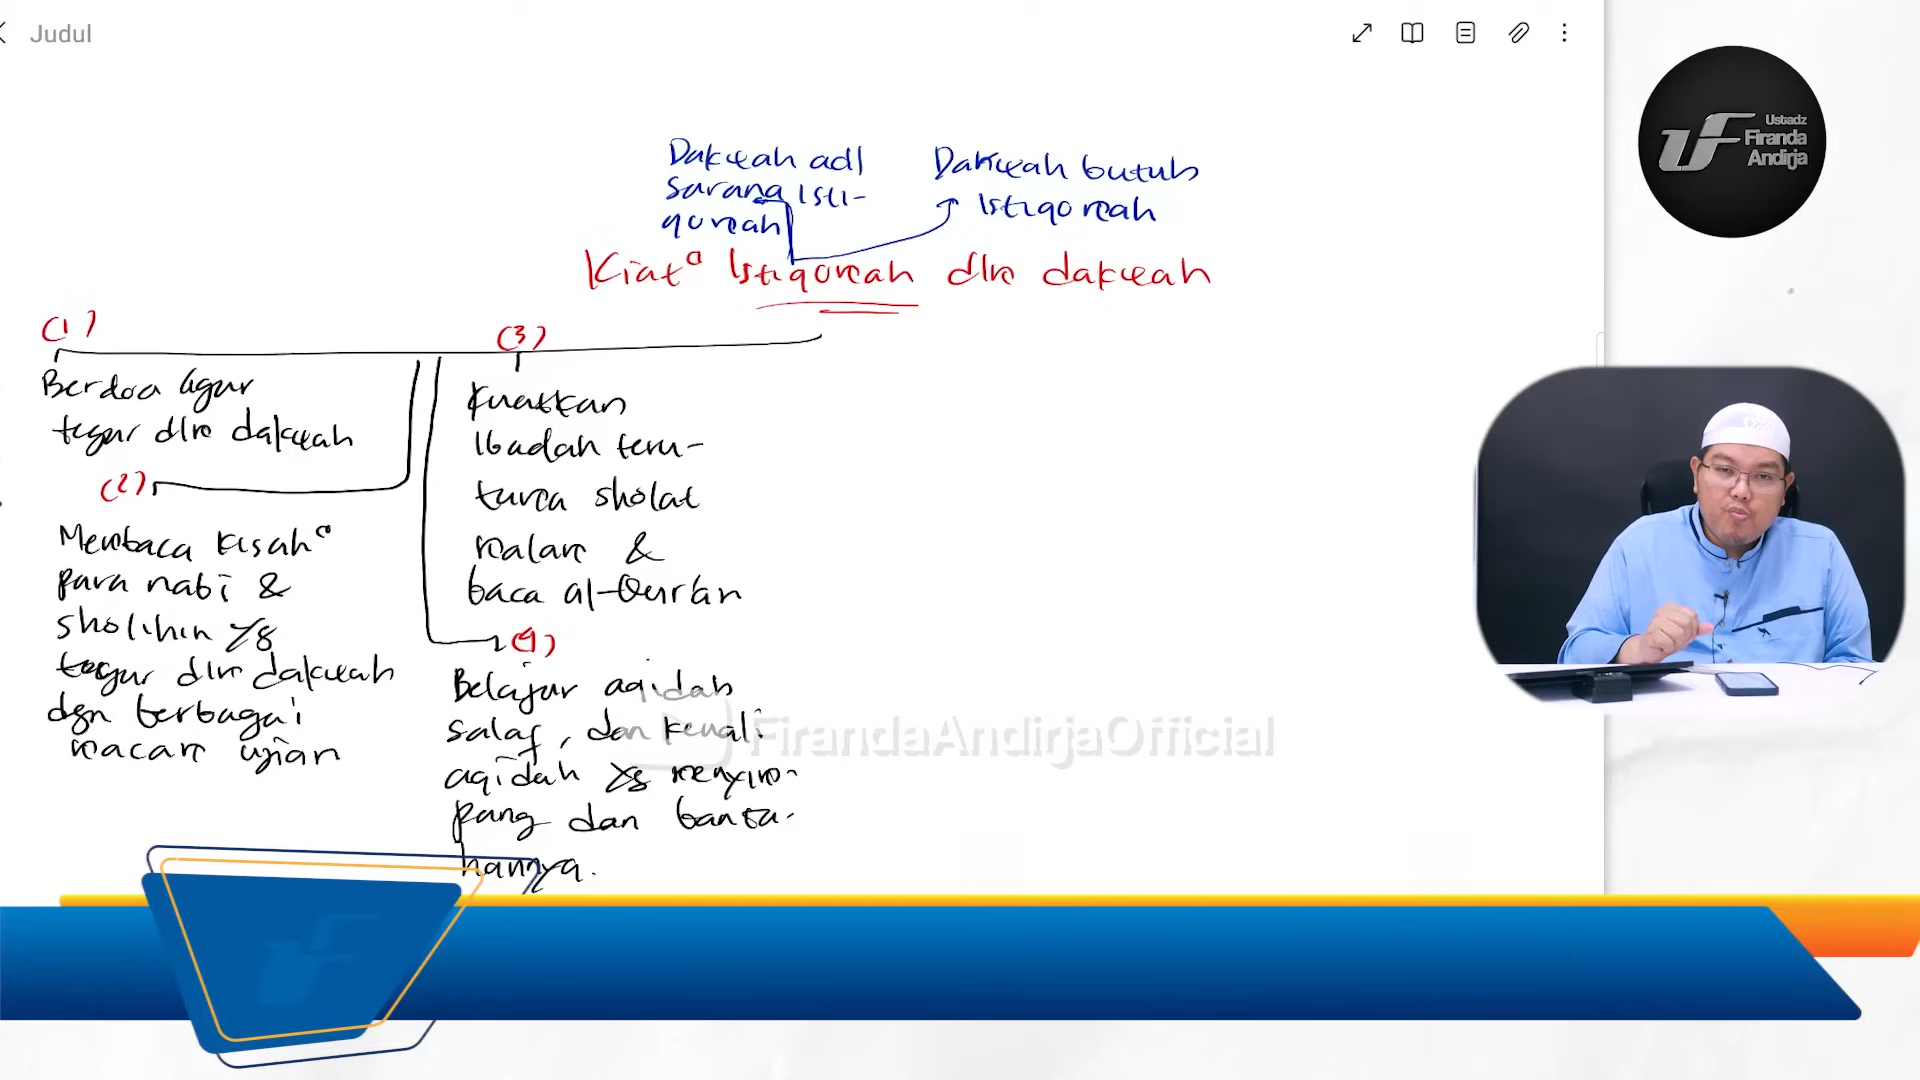 Judul
Ustadz
Firanda
Andirja
Dakwah adl
sarana isti-
qomah
Dakwah butuh
istiqomah
Kiat² Istiqomah dlm dakwah
(1)
Berdoa agar
tegar dlm dakwah
(2)
Membaca kisah²
para nabi &
sholihin yg
tegar dlm dakwah
dgn berbagai
macam ujian
(3)
Kuatkan
ibadah teru-
tama sholat
malam &
baca al-Qur'an
(4)
Belajar aqidah
salaf, dan kenali
aqidah yg menyim-
pang dan banta-
hannya.
FirandaAndirjaOfficial